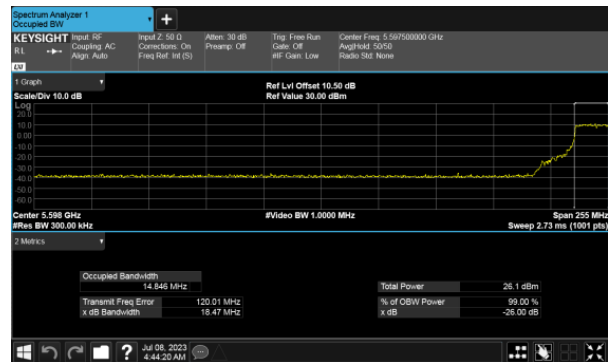 Spectrum Analyzer 1
Occupied BW
KEYSIGHT Input: RF Input Z: 50 Ω Atten: 30 dB Trig: Free Run Center Freq: 5.597500000 GHz
RL Coupling: AC Corrections: On Preamp: Off Gate: Off Avg|Hold: 50/50
Align: Auto Freq Ref: Int (S) #IF Gain: Low Radio Std: None
LXI
1 Graph Ref Lvl Offset 10.50 dB
Scale/Div 10.0 dB Ref Value 30.00 dBm
Log
20.0
10.0
0.00
-10.0
-20.0
-30.0
-40.0
-50.0
-60.0
Center 5.598 GHz #Video BW 1.0000 MHz Span 255 MHz
#Res BW 300.00 kHz Sweep 2.73 ms (1001 pts)
2 Metrics
Occupied Bandwidth
14.846 MHz Total Power 26.1 dBm
Transmit Freq Error 120.01 MHz % of OBW Power 99.00 %
x dB Bandwidth 18.47 MHz x dB -26.00 dB
? Jul 08, 2023
4:44:20 AM